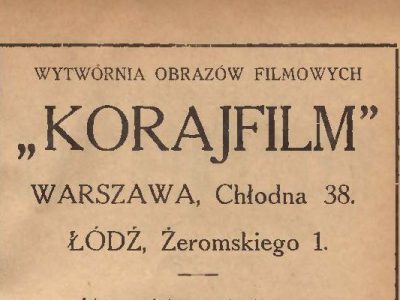 WYTWÓRNIA OBRAZÓW FILMOWYCH
„KORAJFILM”
WARSZAWA, Chłodna 38.
ŁÓDŹ, Żeromskiego 1.